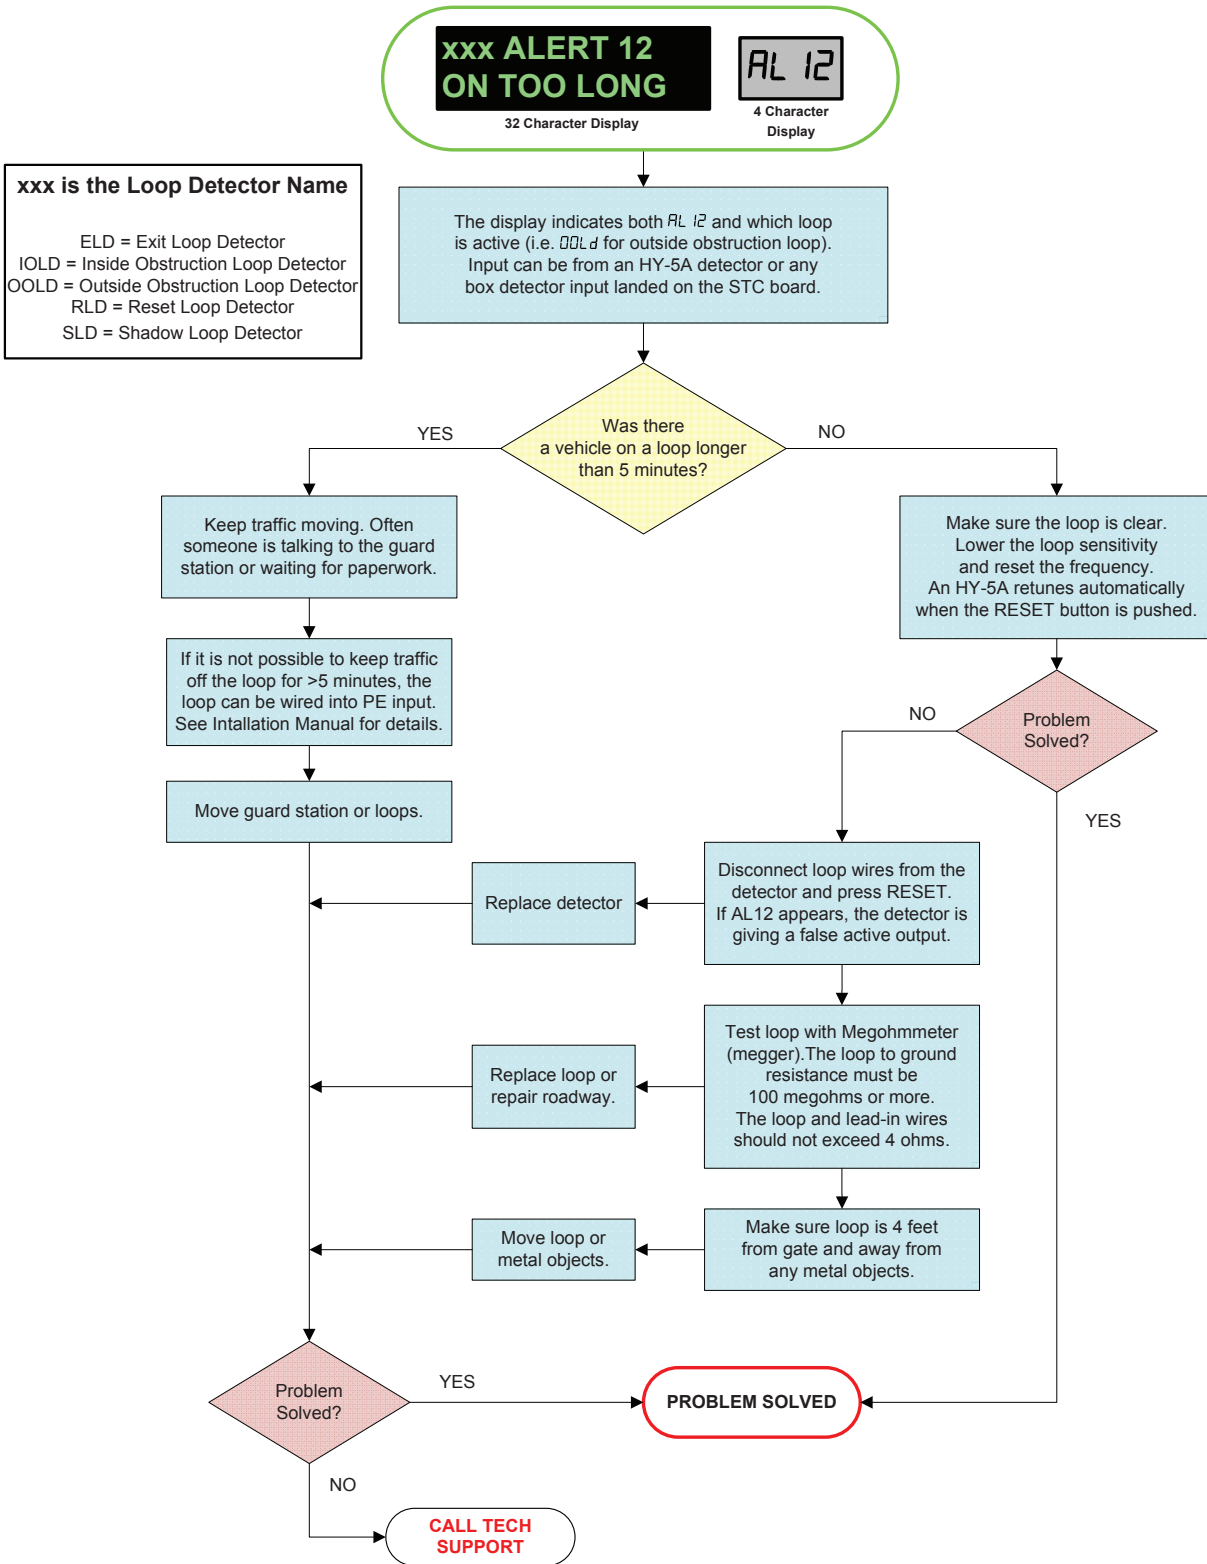 xxx ALERT 12
ON TOO LONG
32 Character Display
AL 12
4 Character
Display
xxx is the Loop Detector Name
ELD = Exit Loop Detector
IOLD = Inside Obstruction Loop Detector
OOLD = Outside Obstruction Loop Detector
RLD = Reset Loop Detector
SLD = Shadow Loop Detector
The display indicates both AL 12 and which loop
is active (i.e. OOLd for outside obstruction loop).
Input can be from an HY-5A detector or any
box detector input landed on the STC board.
Was there
a vehicle on a loop longer
than 5 minutes?
YES
NO
Keep traffic moving. Often
someone is talking to the guard
station or waiting for paperwork.
Make sure the loop is clear.
Lower the loop sensitivity
and reset the frequency.
An HY-5A retunes automatically
when the RESET button is pushed.
If it is not possible to keep traffic
off the loop for >5 minutes, the
loop can be wired into PE input.
See Intallation Manual for details.
Problem
Solved?
NO
YES
Move guard station or loops.
Disconnect loop wires from the
detector and press RESET.
If AL12 appears, the detector is
giving a false active output.
Replace detector
Test loop with Megohmmeter
(megger).The loop to ground
resistance must be
100 megohms or more.
The loop and lead-in wires
should not exceed 4 ohms.
Replace loop or
repair roadway.
Make sure loop is 4 feet
from gate and away from
any metal objects.
Move loop or
metal objects.
Problem
Solved?
YES
PROBLEM SOLVED
NO
CALL TECH
SUPPORT